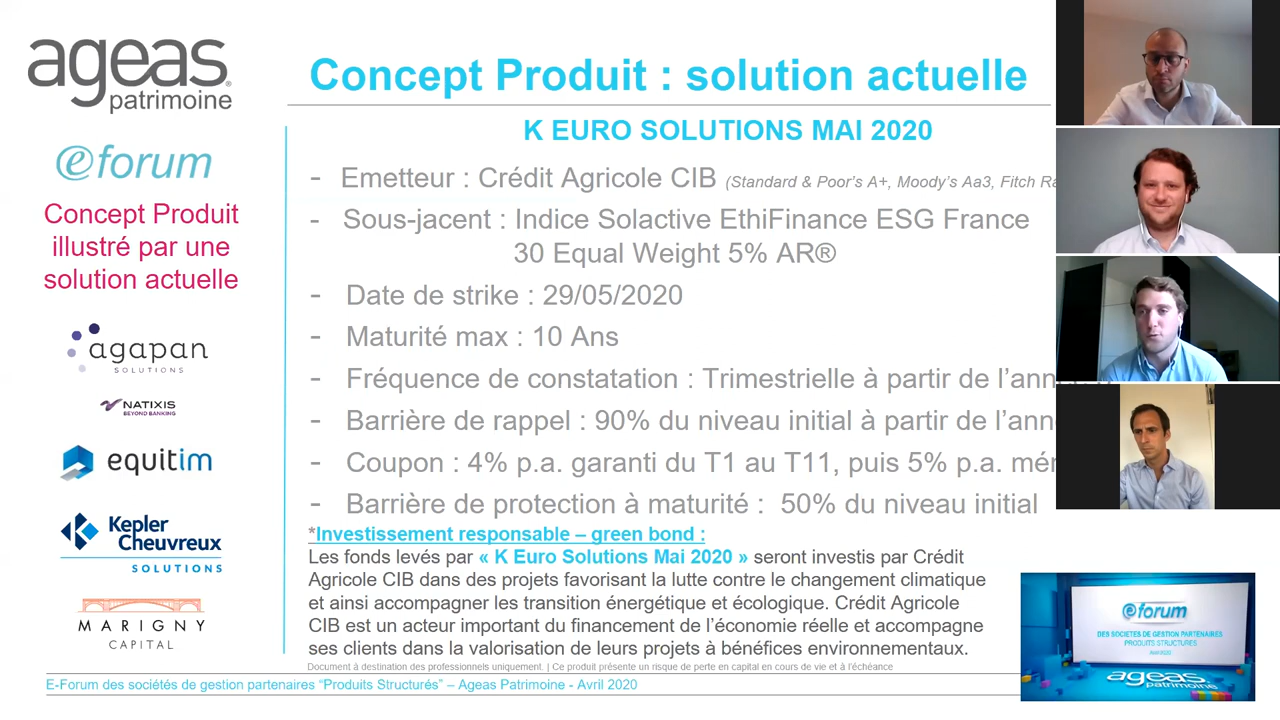 ageas
patrimoine
eforum
Concept Produit
illustré par une
solution actuelle
agapan
SOLUTIONS
NATIXIS
BEYOND BANKING
equitim
Kepler
Cheuvreux
SOLUTIONS
MARIGNY
CAPITAL
Concept Produit : solution actuelle
K EURO SOLUTIONS MAI 2020
- Emetteur : Crédit Agricole CIB (Standard & Poor's A+, Moody's Aa3, Fitch
- Sous-jacent : Indice Solactive EthiFinance ESG France
30 Equal Weight 5% AR®
- Date de strike : 29/05/2020
- Maturité max : 10 Ans
- Fréquence de constatation : Trimestrielle à partir de
- Barrière de rappel : 90% du niveau initial à partir de
- Coupon : 4% p.a. garanti du T1 au T11, puis 5% p.a.
- Barrière de protection à maturité : 50% du niveau initial
*Investissement responsable – green bond :
Les fonds levés par « K Euro Solutions Mai 2020 » seront investis par Crédit
Agricole CIB dans des projets favorisant la lutte contre le changement climatique
et ainsi accompagner les transition énergétique et écologique. Crédit Agricole
CIB est un acteur important du financement de l'économie réelle et accompagne
ses clients dans la valorisation de leurs projets à bénéfices environnementaux.
Document à destination des professionnels uniquement. | Ce produit présente un risque de perte en capital en cours de vie et à l'échéance
E-Forum des sociétés de gestion partenaires "Produits Structurés" – Ageas Patrimoine - Avril 2020
eforum
DES SOCIETES DE GESTION PARTENAIRES
PRODUITS STRUCTURÉS
Avril 2020
ageas
patrimoine